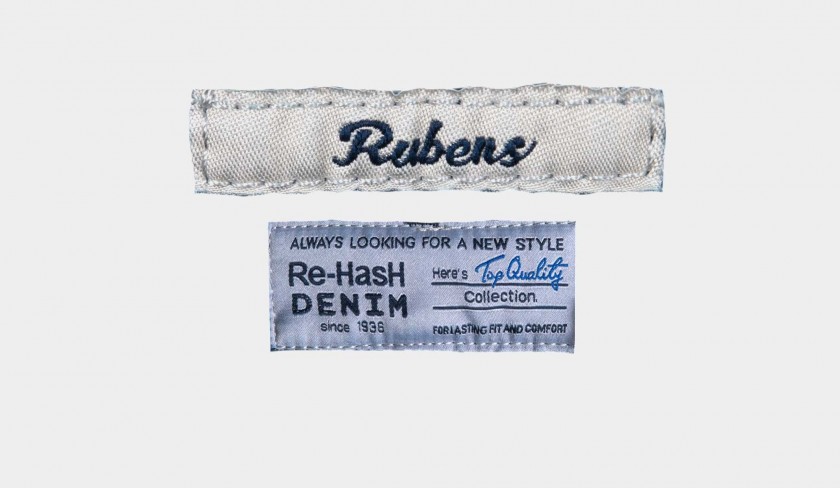 Rubens
ALWAYS LOOKING FOR A NEW STYLE
Re-HasH
DENIM
since 1936
Here's Top Quality
Collection.
FOR LASTING FIT AND COMFORT